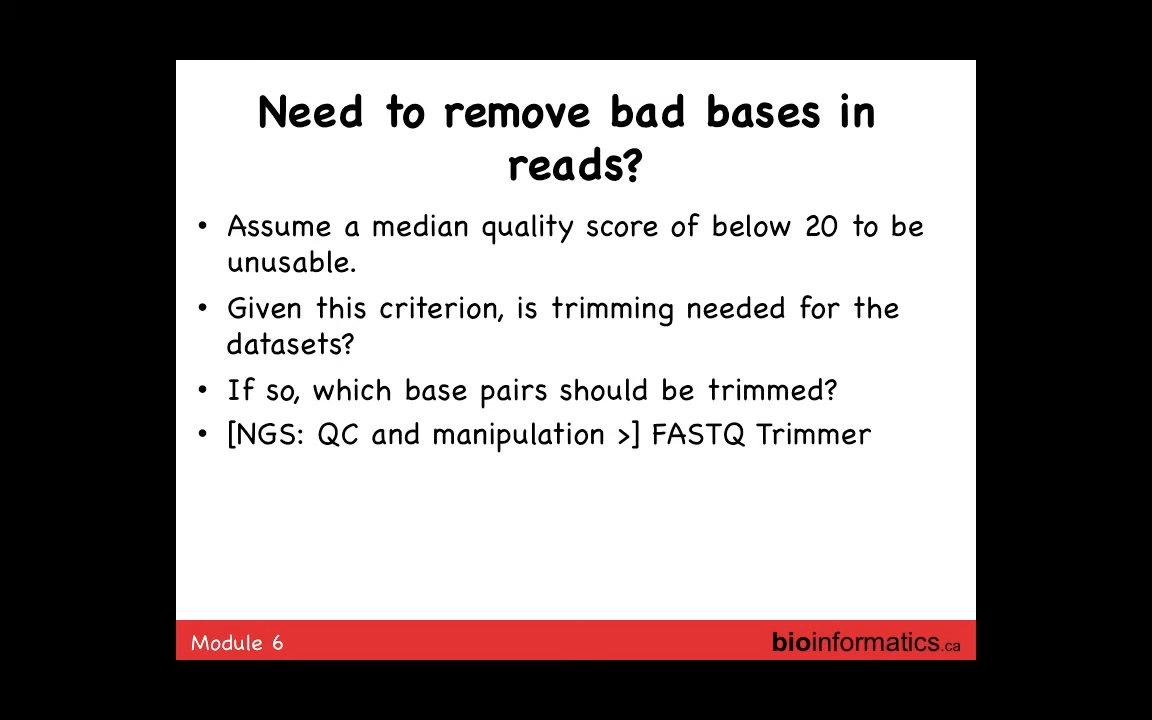 Need to remove bad bases in
reads?
• Assume a median quality score of below 20 to be
unusable.
• Given this criterion, is trimming needed for the
datasets?
• If so, which base pairs should be trimmed?
• [NGS: QC and manipulation >] FASTQ Trimmer
Module 6
bioinformatics.ca